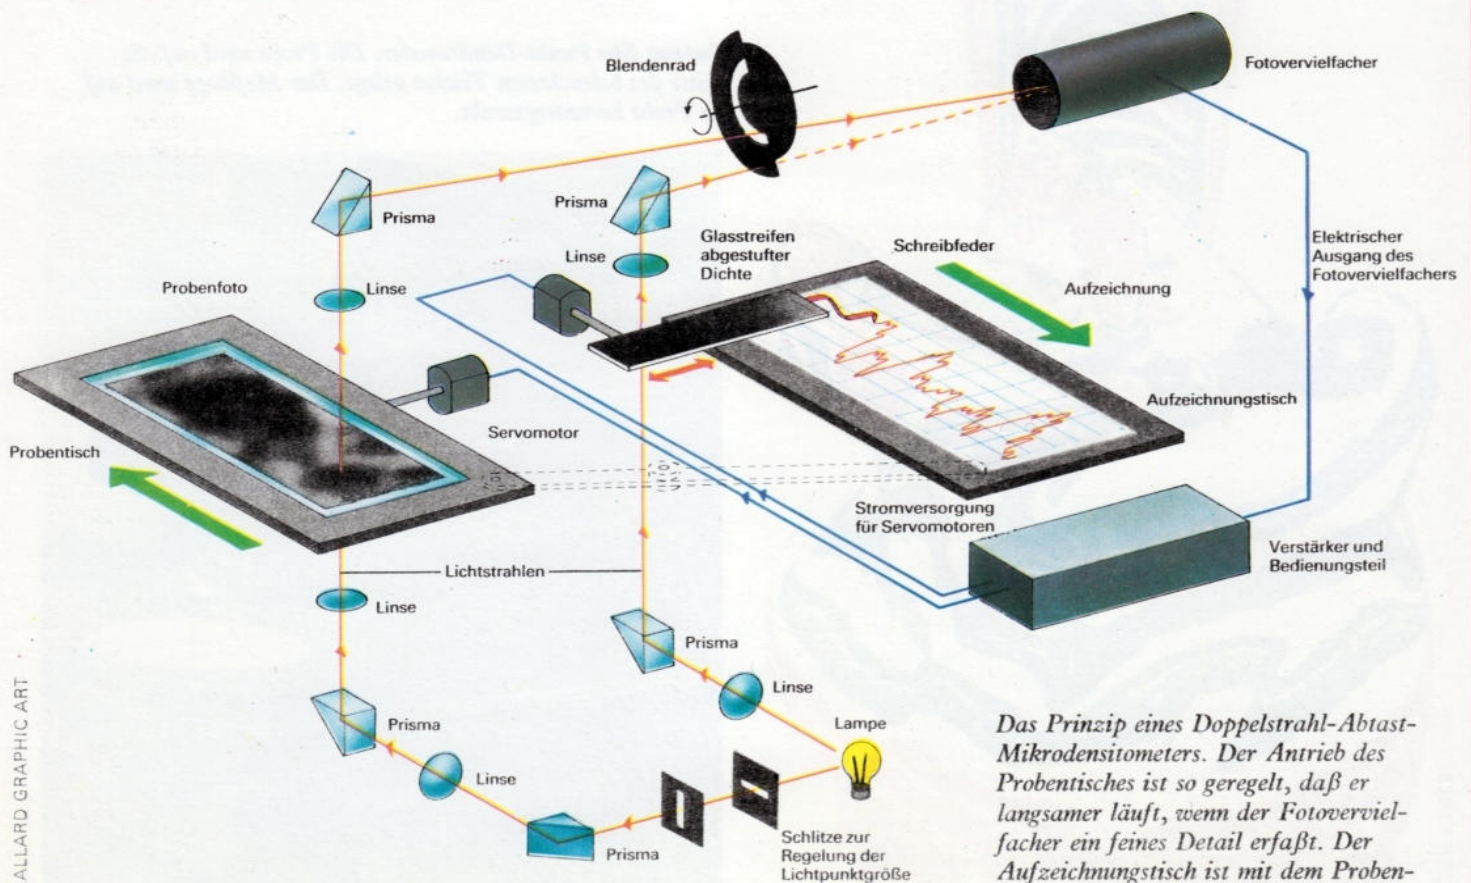 Blendenrad
Fotovervielfacher
Prisma
Prisma
Glasstreifen
abgestufter
Dichte
Schreibfeder
Elektrischer
Ausgang des
Fotovervielfachers
Linse
Probenfoto
Linse
Aufzeichnung
Aufzeichnungstisch
Servomotor
Probentisch
Stromversorgung
für Servomotoren
Verstärker und
Bedienungsteil
Lichtstrahlen
Linse
Prisma
Linse
Prisma
Lampe
Linse
Prisma
Schlitze zur
Regelung der
Lichtpunktgröße
ALLARD GRAPHIC ART
Das Prinzip eines Doppelstrahl-Abtast-
Mikrodensitometers. Der Antrieb des
Probentisches ist so geregelt, daß er
langsamer läuft, wenn der Fotoverviel-
facher ein feines Detail erfaßt. Der
Aufzeichnungstisch ist mit dem Proben-